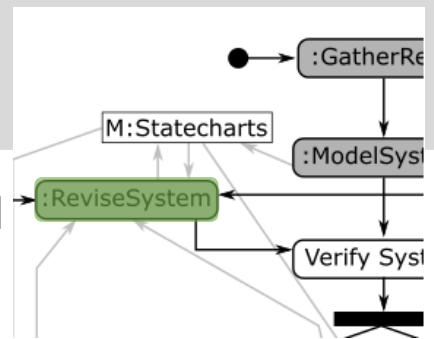 :GatherRe
M:Statecharts
:ModelSyst
:ReviseSystem
Verify Syst